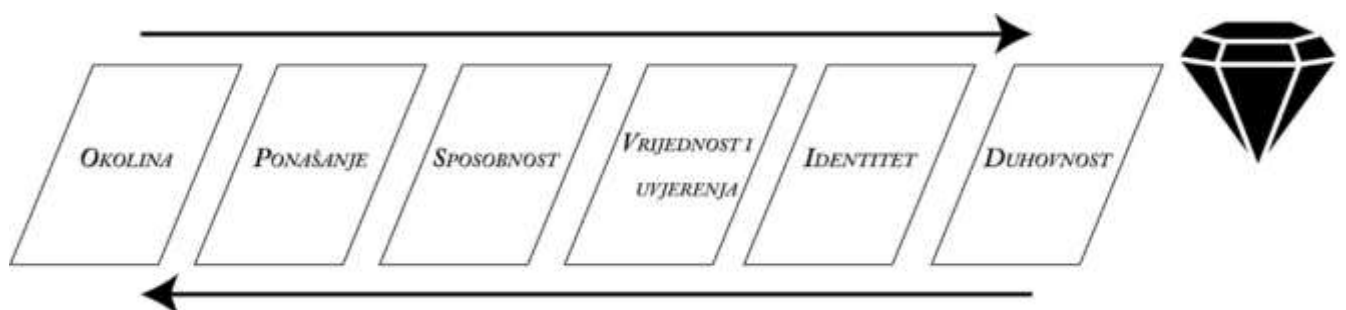 OKOLINA
PONAŠANJE
SPOSOBNOST
VRIJEDNOST I
UVJERENJA
IDENTITET
DUHOVNOST